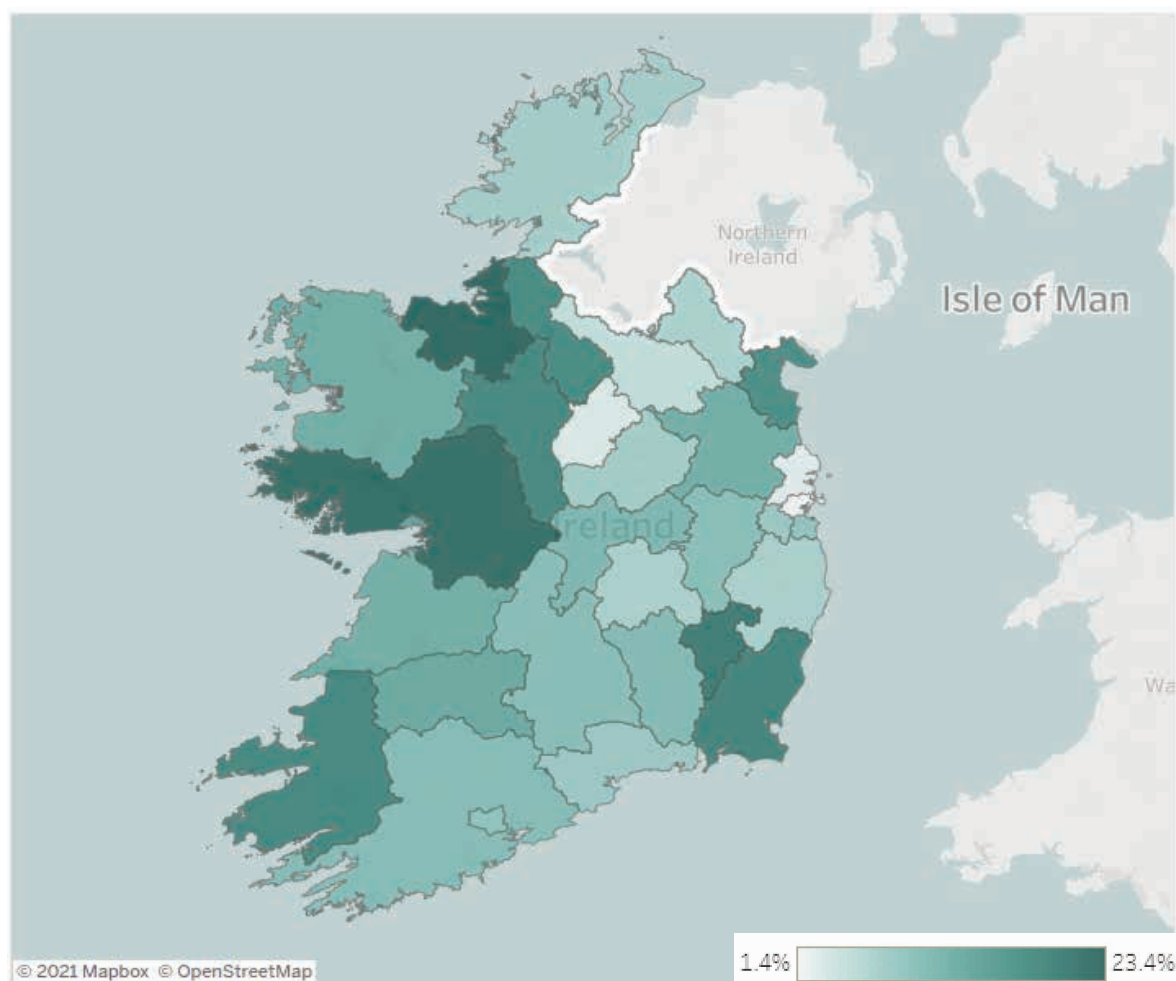 Northern
Ireland
Isle of Man
Ireland
Wa
© 2021 Mapbox © OpenStreetMap
1.4%
23.4%